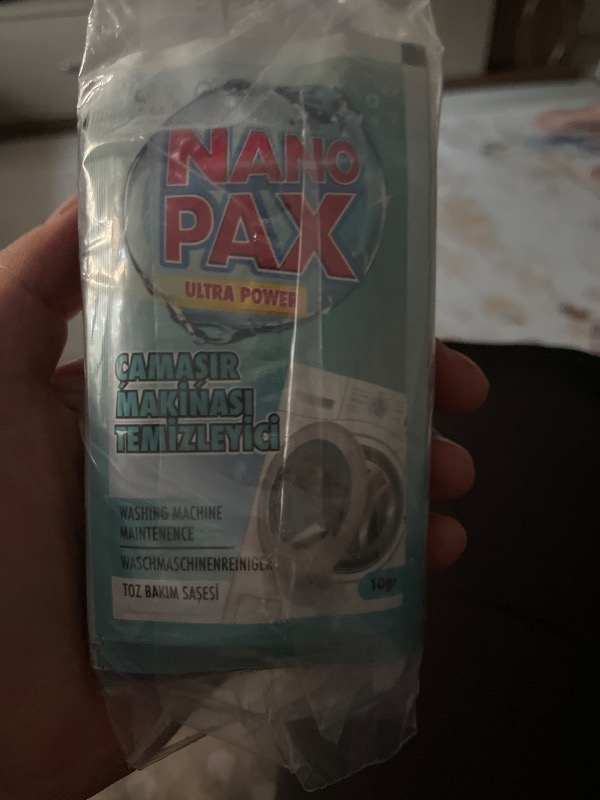 NANO
PAX
ULTRA POWER
ÇAMAŞIR
MAKİNASI
TEMİZLEYİCİ
WASHING MACHINE
MAINTENENCE
WASCHMASCHINENREINIGER
TOZ BAKIM SAŞESİ
10gr